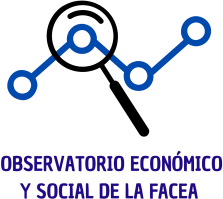 OBSERVATORIO ECONÓMICO
Y SOCIAL DE LA FACEA